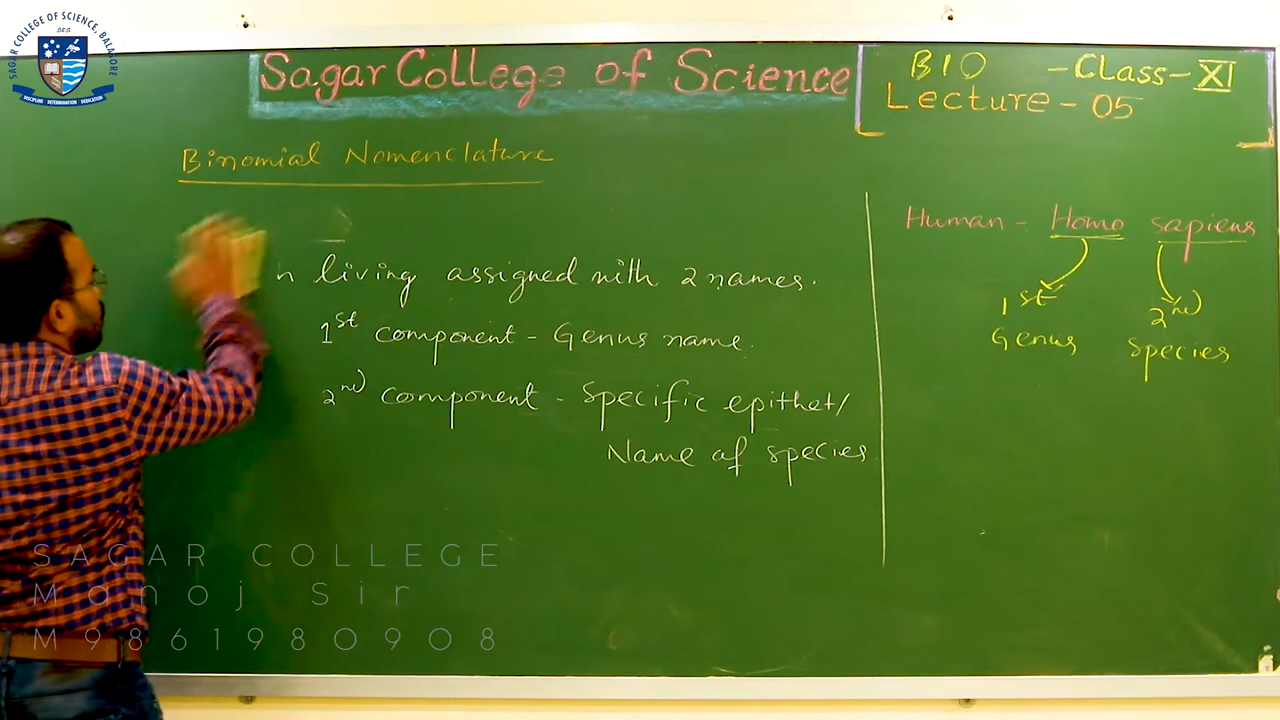 SAGAR COLLEGE OF SCIENCE, BALASORE
SCS
DISCIPLINE · DETERMINATION · DEDICATION
Sagar College of Science
BIO - CLass - XI
Lecture - 05
Binomial Nomenclature
n living assigned with 2 names.
1st component - Genus name.
2nd component - Specific epithet/
Name of species
Human - Homo sapiens
1st 2nd
Genus species
SAGAR COLLEGE
Manoj Sir
M9861980908